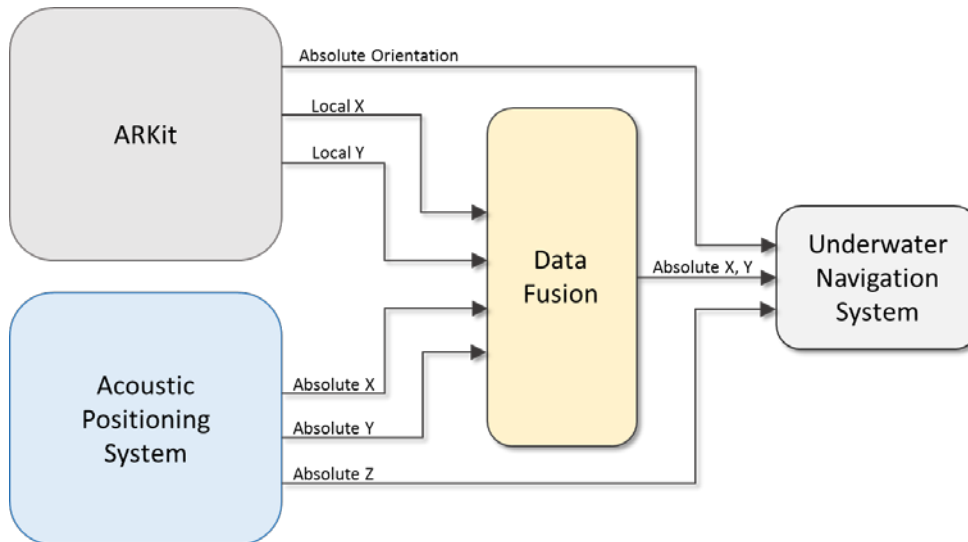 Absolute Orientation
Local X
ARKit
Local Y
Data
Fusion
Underwater
Navigation
System
Absolute X, Y
Acoustic
Positioning
System
Absolute X
Absolute Y
Absolute Z